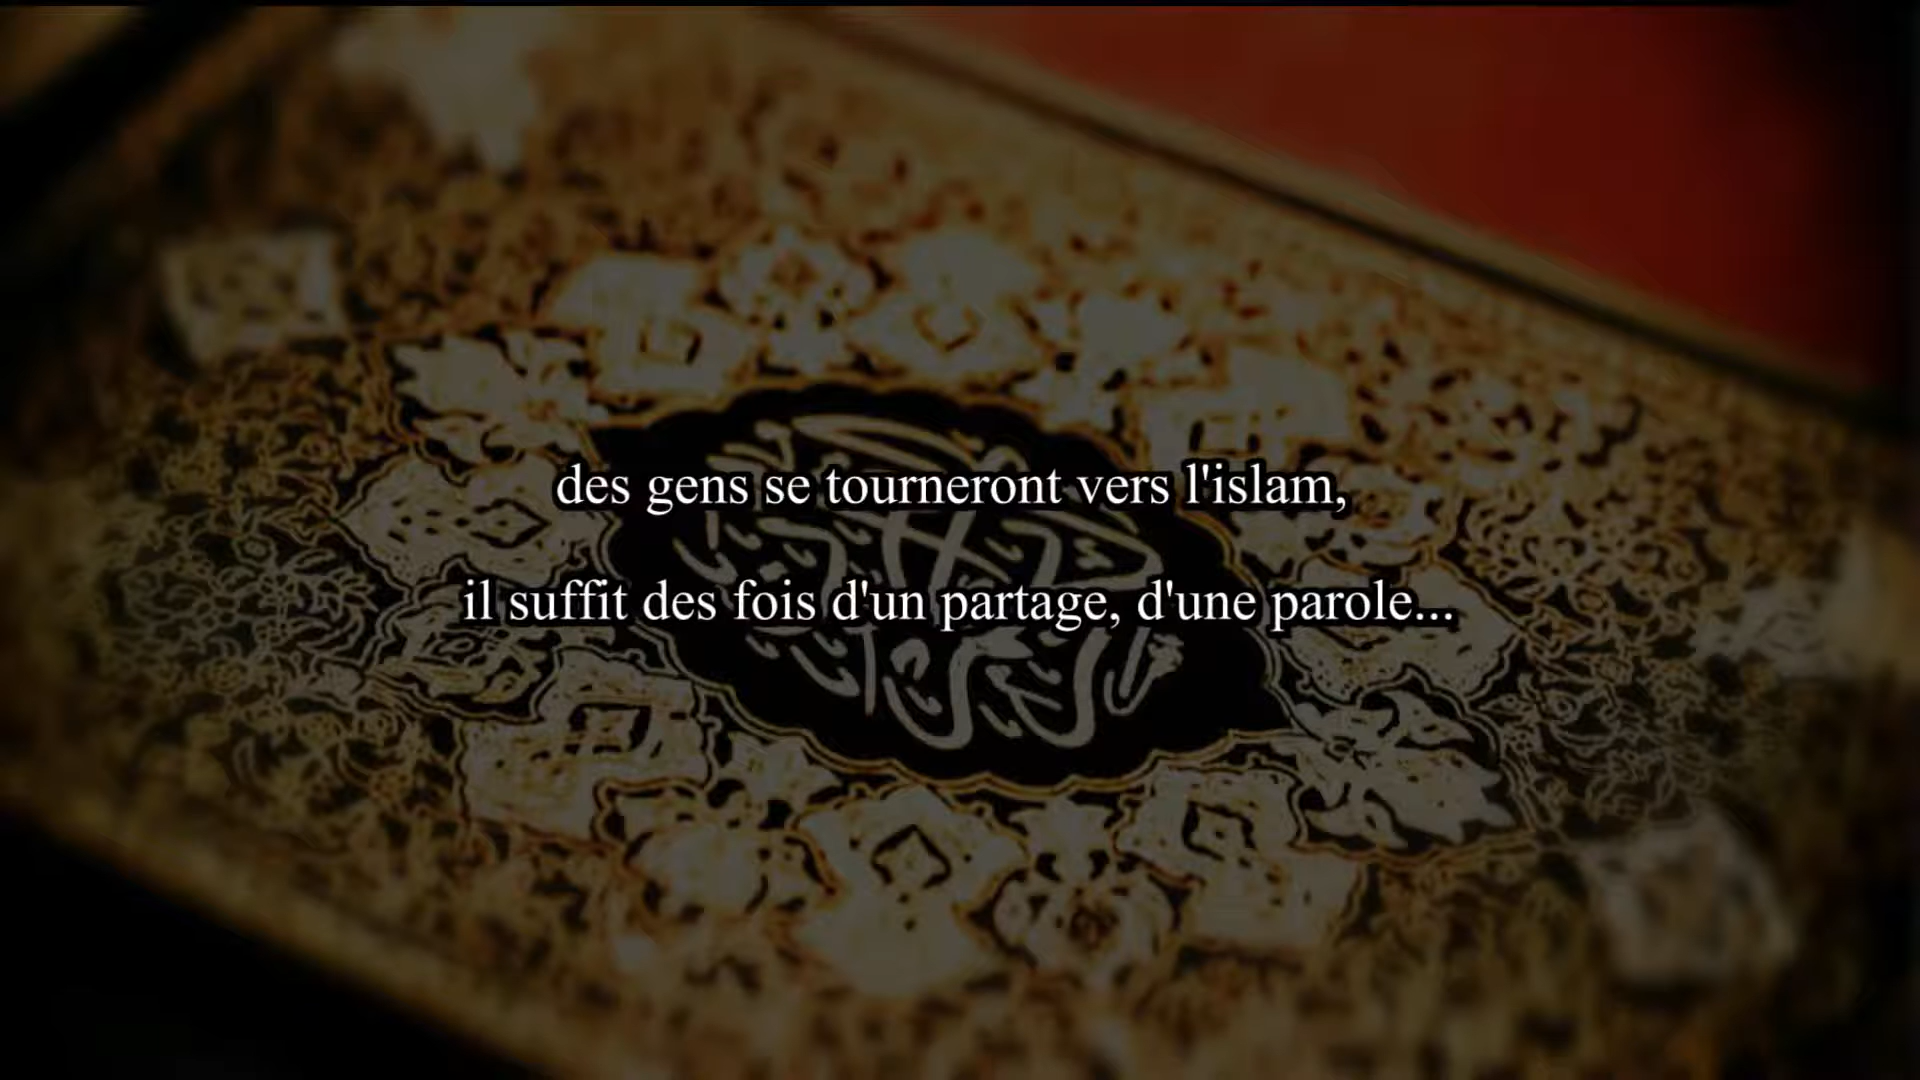 des gens se tourneront vers l'islam,
il suffit des fois d'un partage, d'une parole...